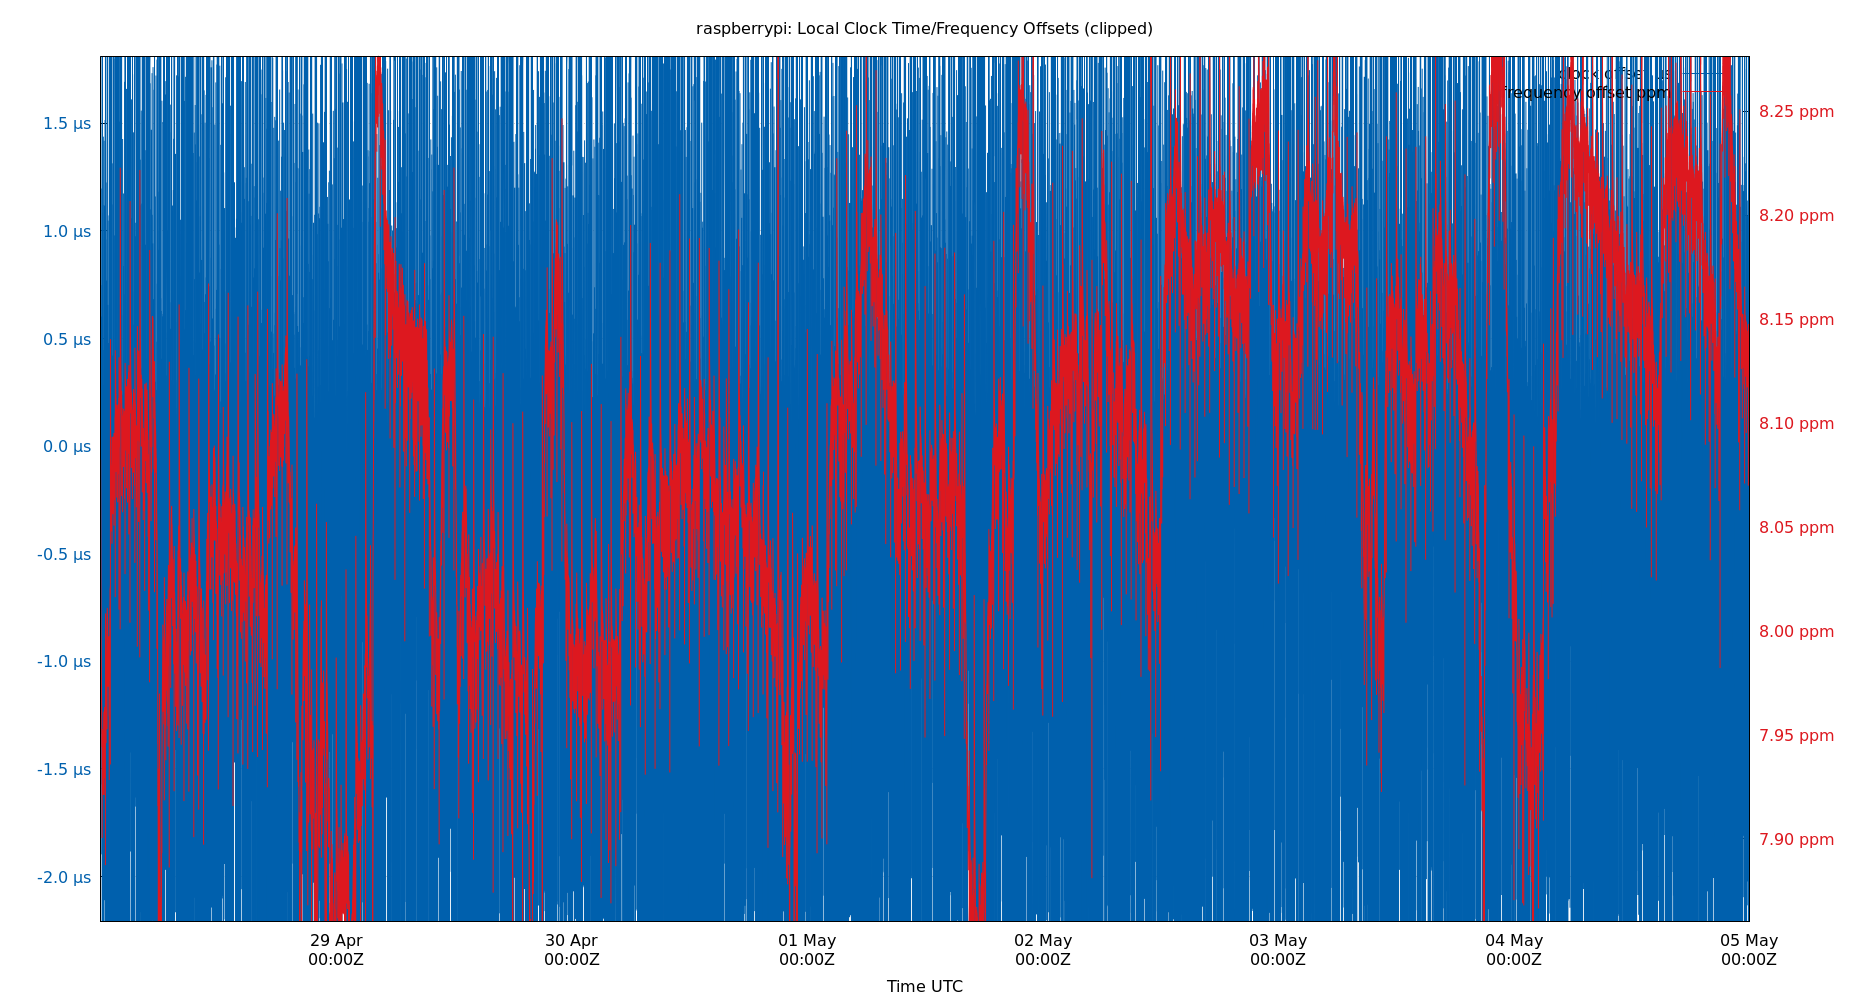 raspberrypi: Local Clock Time/Frequency Offsets (clipped)
clock offset µs
frequency offset ppm
1.5 µs
1.0 µs
0.5 µs
0.0 µs
-0.5 µs
-1.0 µs
-1.5 µs
-2.0 µs
8.25 ppm
8.20 ppm
8.15 ppm
8.10 ppm
8.05 ppm
8.00 ppm
7.95 ppm
7.90 ppm
29 Apr
00:00Z
30 Apr
00:00Z
01 May
00:00Z
02 May
00:00Z
03 May
00:00Z
04 May
00:00Z
05 May
00:00Z
Time UTC